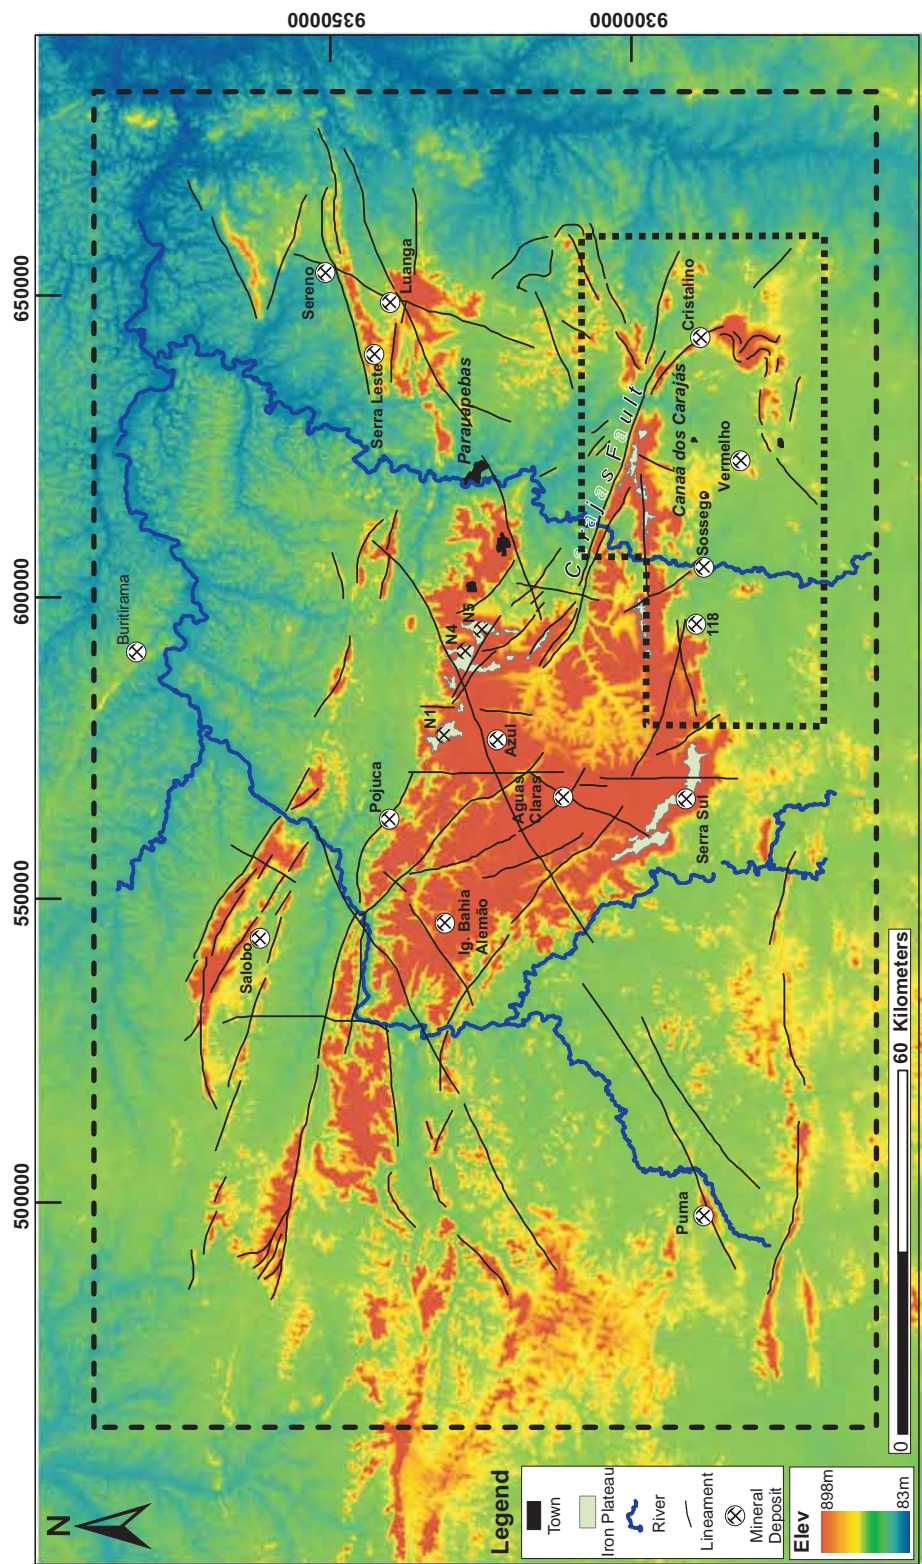 9350000
9300000
650000
600000
550000
500000
Buritirama
Sereno
Luanga
Serra Leste
Parauapebas
Carajas Fault
Cristalino
Canaã dos Carajás
Vermelho
Sossego
118
N5
N4
N1
Azul
Pojuca
Aguas
Claras
Serra Sul
Ig. Bahia
Alemão
Salobo
Puma
N
Legend
Town
Iron Plateau
River
Lineament
Mineral
Deposit
Elev
898m
83m
0
60 Kilometers